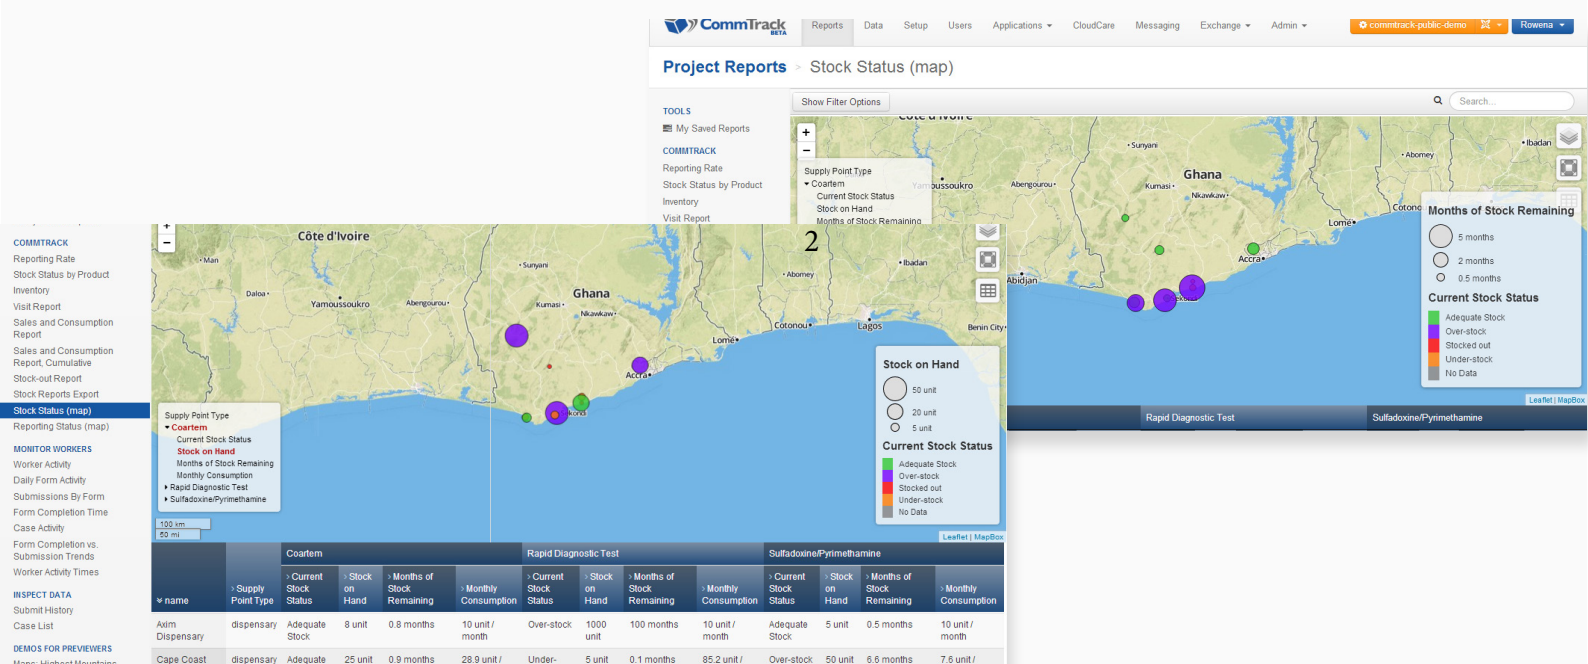 CommTrack
BETA
Reports
Data
Setup
Users
Applications
CloudCare
Messaging
Exchange
Admin
commtrack-public-demo
Rowena
Project Reports > Stock Status (map)
TOOLS
My Saved Reports
COMMTRACK
Reporting Rate
Stock Status by Product
Inventory
Visit Report
Show Filter Options
Search...
+
−
Côte d'Ivoire
Supply Point Type
Coartem
Current Stock Status
Stock on Hand
Months of Stock Remaining
Yamoussoukro
Abengourou
Sunyani
Ghana
Kumasi
Nkawkaw
Abomey
Ibadan
Cotonou
Lomé
Accra
Abidjan
Months of Stock Remaining
5 months
2 months
0.5 months
Current Stock Status
Adequate Stock
Over-stock
Stocked out
Under-stock
No Data
Leaflet | MapBox
Rapid Diagnostic Test
Sulfadoxine/Pyrimethamine
2
COMMTRACK
Reporting Rate
Stock Status by Product
Inventory
Visit Report
Sales and Consumption
Report
Sales and Consumption
Report, Cumulative
Stock-out Report
Stock Reports Export
Stock Status (map)
Reporting Status (map)
MONITOR WORKERS
Worker Activity
Daily Form Activity
Submissions By Form
Form Completion Time
Case Activity
Form Completion vs.
Submission Trends
Worker Activity Times
INSPECT DATA
Submit History
Case List
DEMOS FOR PREVIEWERS
Maps: Highest Mountains
+
−
Côte d'Ivoire
Man
Daloa
Yamoussoukro
Abengourou
Sunyani
Kumasi
Ghana
Nkawkaw
Abomey
Ibadan
Cotonou
Lagos
Benin City
Lomé
Accra
Supply Point Type
Coartem
Current Stock Status
Stock on Hand
Months of Stock Remaining
Monthly Consumption
Rapid Diagnostic Test
Sulfadoxine/Pyrimethamine
100 km
50 mi
Stock on Hand
50 unit
20 unit
5 unit
Current Stock Status
Adequate Stock
Over-stock
Stocked out
Under-stock
No Data
Leaflet | MapBox
Coartem Rapid Diagnostic Test Sulfadoxine/Pyrimethamine
name
Supply
Point Type
Current
Stock
Status
Stock
on
Hand
Months of
Stock
Remaining
Monthly
Consumption
Current
Stock
Status
Stock
on
Hand
Months of
Stock
Remaining
Monthly
Consumption
Current
Stock
Status
Stock
on
Hand
Months of
Stock
Remaining
Monthly
Consumption
Axim
Dispensary
dispensary
Adequate
Stock
8 unit
0.8 months
10 unit /
month
Over-stock
1000
unit
100 months
10 unit /
month
Adequate
Stock
5 unit
0.5 months
10 unit /
month
Cape Coast
dispensary
Adequate
25 unit
0.9 months
28.9 unit /
Under-
5 unit
0.1 months
85.2 unit /
Over-stock
50 unit
6.6 months
7.6 unit /